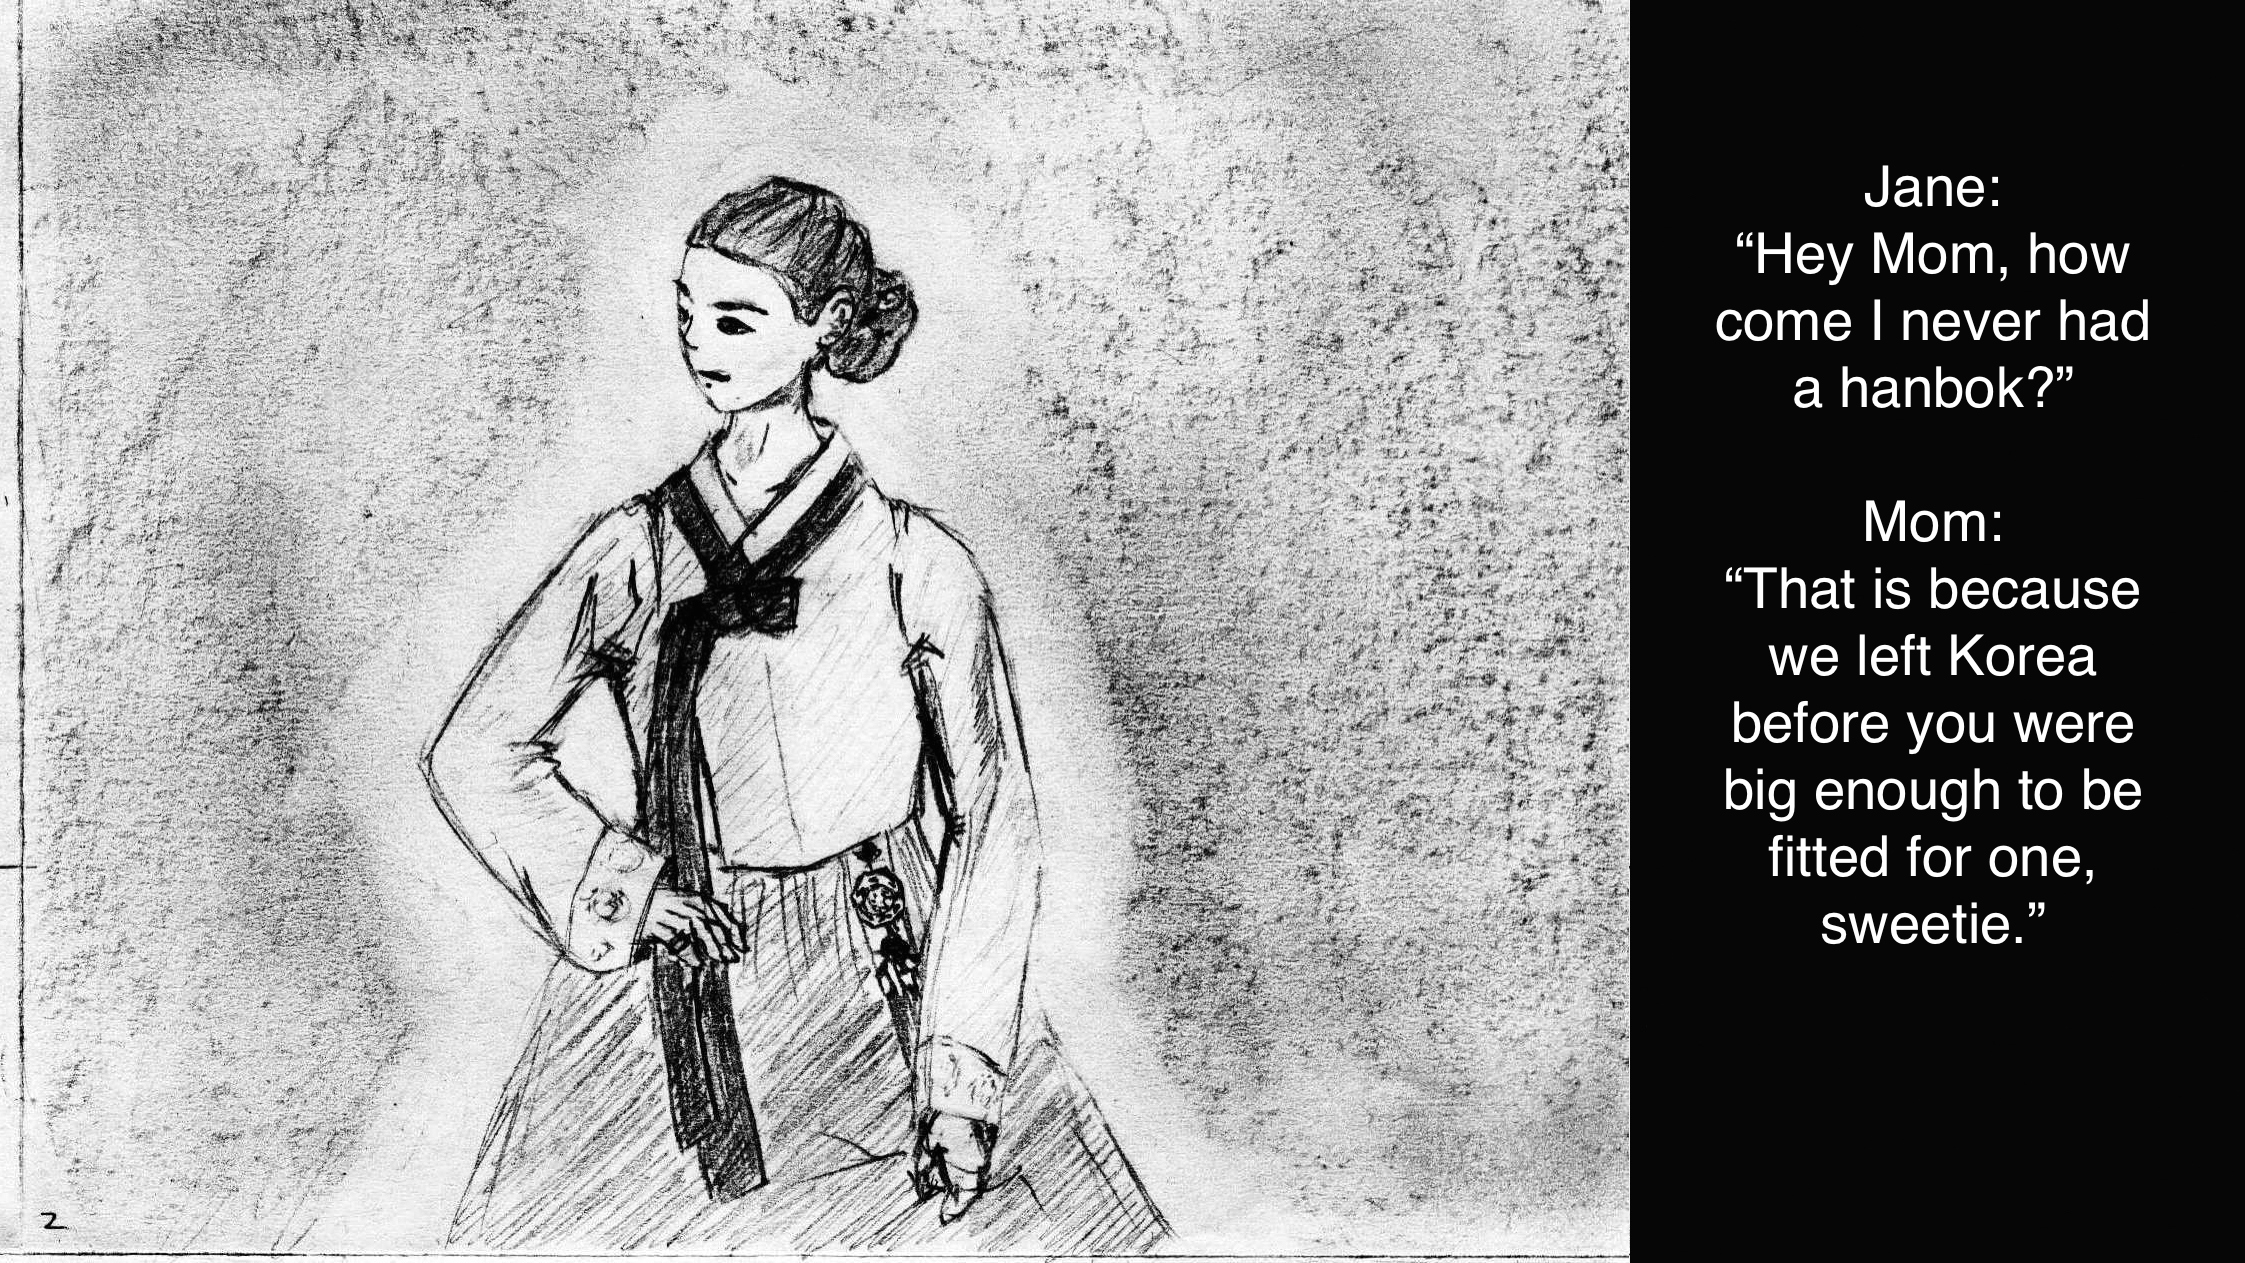 Jane:
“Hey Mom, how
come I never had
a hanbok?”
Mom:
“That is because
we left Korea
before you were
big enough to be
fitted for one,
sweetie.”
2